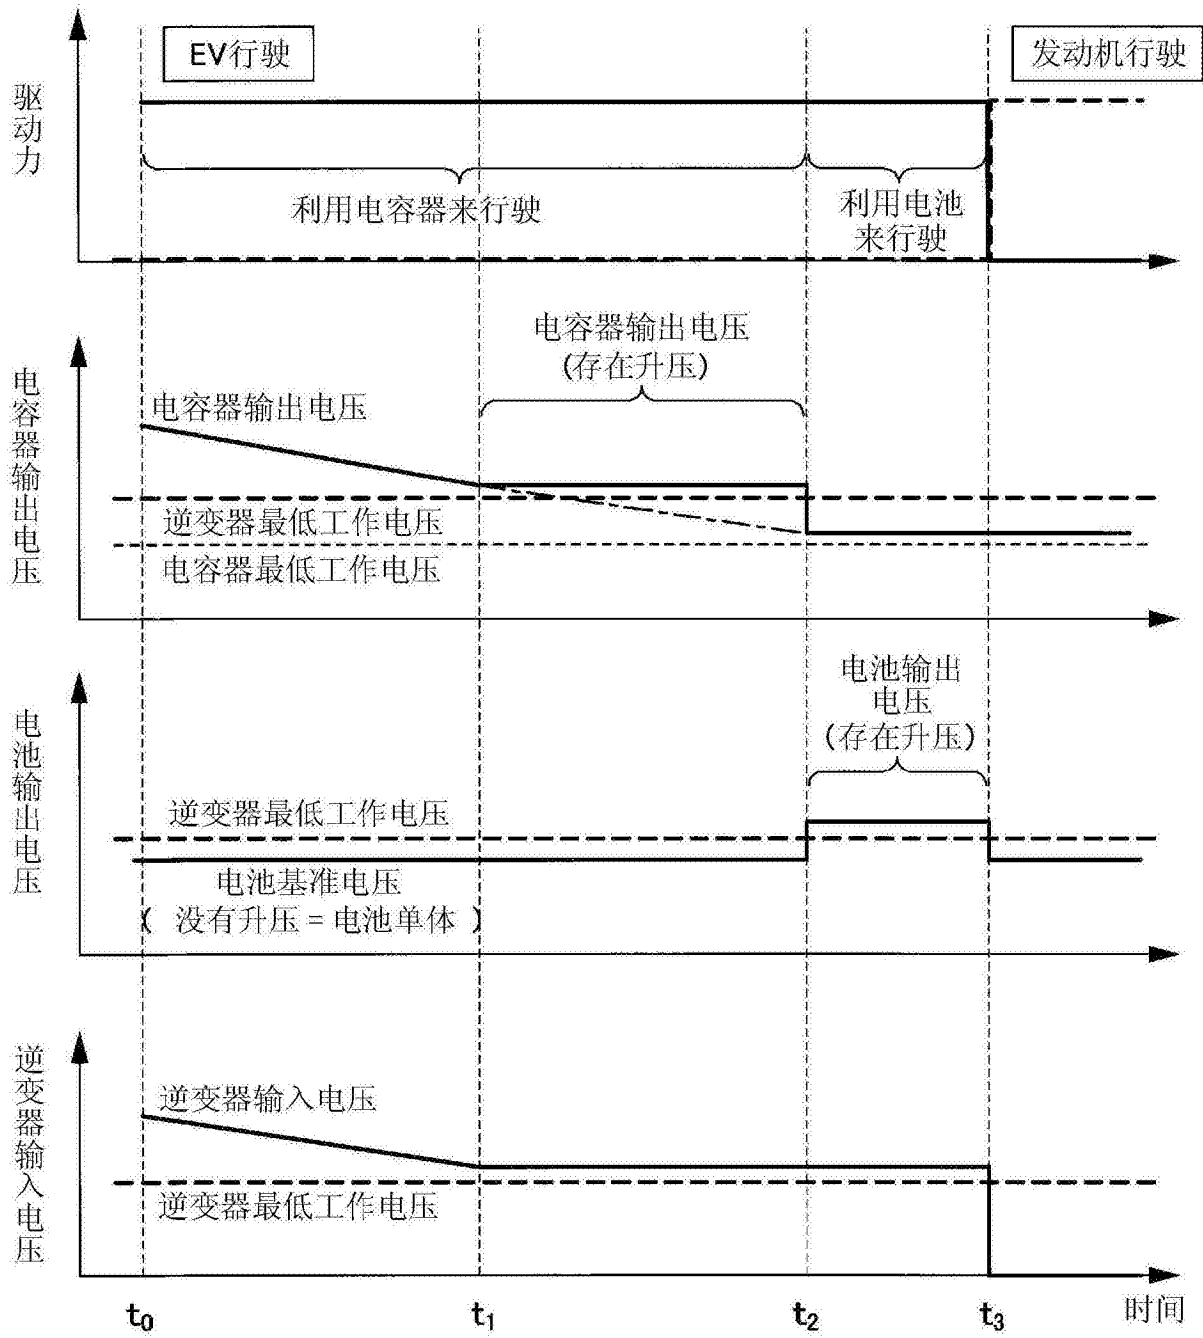 EV行驶
发动机行驶
驱动力
利用电容器来行驶
利用电池
来行驶
电容器输出电压
(存在升压)
电容器输出电压
电容器输出电压
逆变器最低工作电压
电容器最低工作电压
电池输出
电压
(存在升压)
电池输出电压
逆变器最低工作电压
电池基准电压
( 没有升压=电池单体 )
逆变器输入电压
逆变器输入电压
逆变器最低工作电压
t0
t1
t2
t3
时间